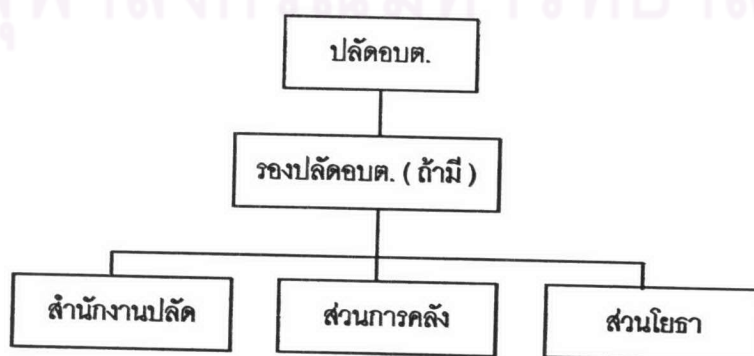 ปลัดอบต.
รองปลัดอบต. ( ถ้ามี )
สำนักงานปลัด
ส่วนการคลัง
ส่วนโยธา